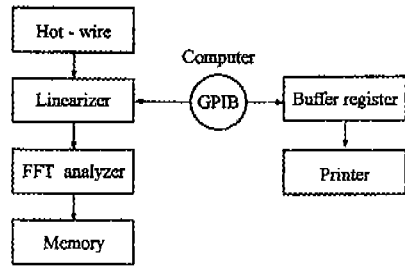 Hot - wire
Computer
Linearizer
GPIB
Buffer register
FFT analyzer
Printer
Memory